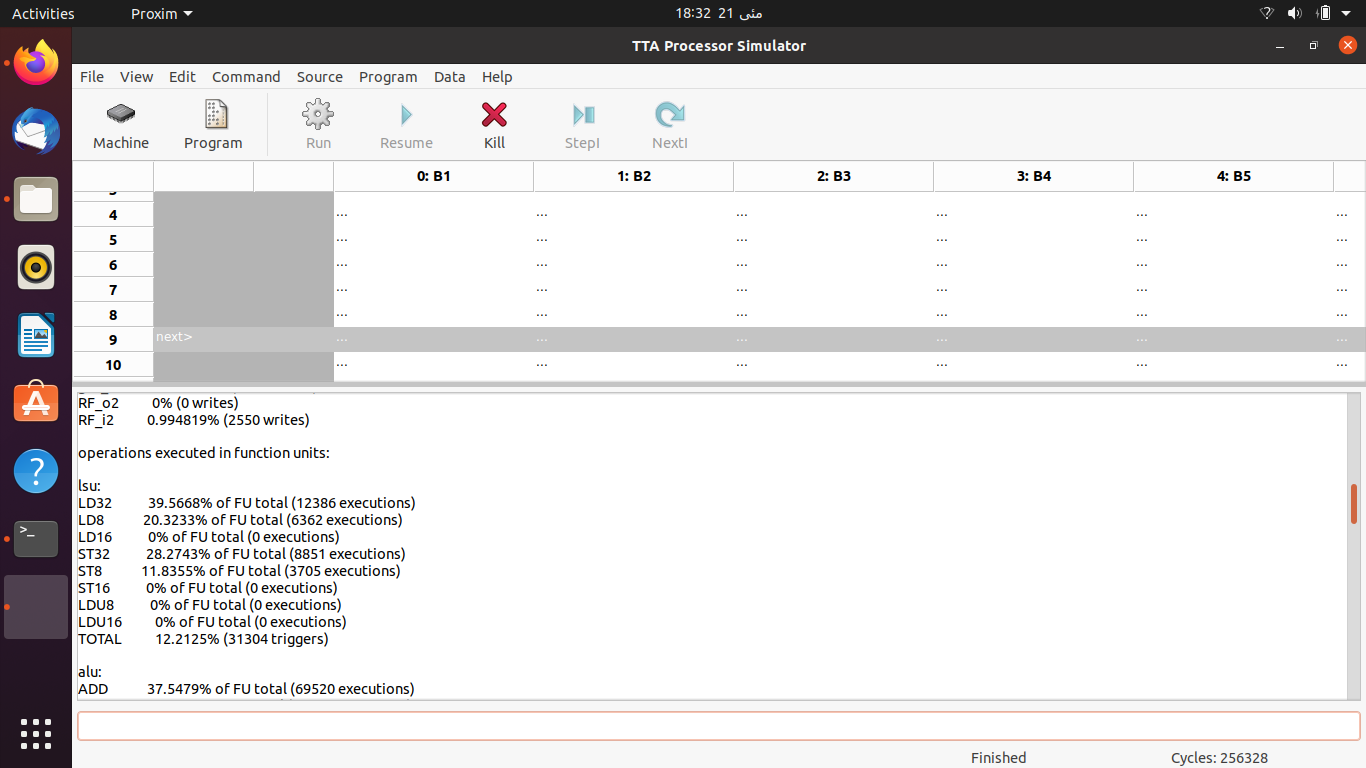 Activities
Proxim
18:32 21 مئی
TTA Processor Simulator
File View Edit Command Source Program Data Help
Machine Program Run Resume Kill StepI NextI
0: B1 1: B2 2: B3 3: B4 4: B5
4 ... ... ... ... ... ...
5 ... ... ... ... ... ...
6 ... ... ... ... ... ...
7 ... ... ... ... ... ...
8 ... ... ... ... ... ...
9 next> ... ... ... ... ... ...
10 ... ... ... ... ... ...
RF_o2 0% (0 writes)
RF_i2 0.994819% (2550 writes)
operations executed in function units:
lsu:
LD32 39.5668% of FU total (12386 executions)
LD8 20.3233% of FU total (6362 executions)
LD16 0% of FU total (0 executions)
ST32 28.2743% of FU total (8851 executions)
ST8 11.8355% of FU total (3705 executions)
ST16 0% of FU total (0 executions)
LDU8 0% of FU total (0 executions)
LDU16 0% of FU total (0 executions)
TOTAL 12.2125% (31304 triggers)
alu:
ADD 37.5479% of FU total (69520 executions)
Finished
Cycles: 256328